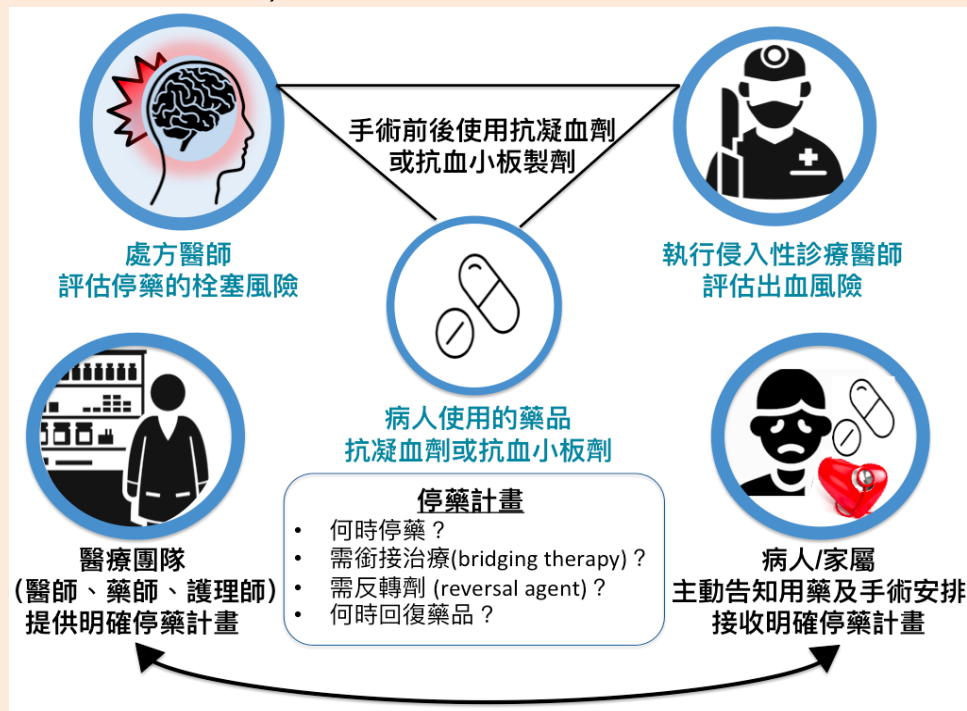 手術前後使用抗凝血劑
或抗血小板製劑
處方醫師
評估停藥的栓塞風險
執行侵入性診療醫師
評估出血風險
病人使用的藥品
抗凝血劑或抗血小板劑
停藥計畫
• 何時停藥？
• 需銜接治療(bridging therapy)？
• 需反轉劑 (reversal agent)？
• 何時回復藥品？
醫療團隊
（醫師、藥師、護理師）
提供明確停藥計畫
病人/家屬
主動告知用藥及手術安排
接收明確停藥計畫